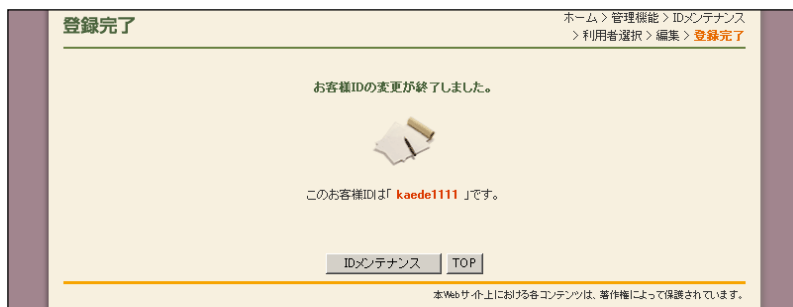 登録完了
ホーム > 管理機能 > IDメンテナンス
> 利用者選択 > 編集 > 登録完了
お客様IDの変更が終了しました。
このお客様IDは「 kaede1111 」です。
IDメンテナンス TOP
本Webサイト上における各コンテンツは、著作権によって保護されています。